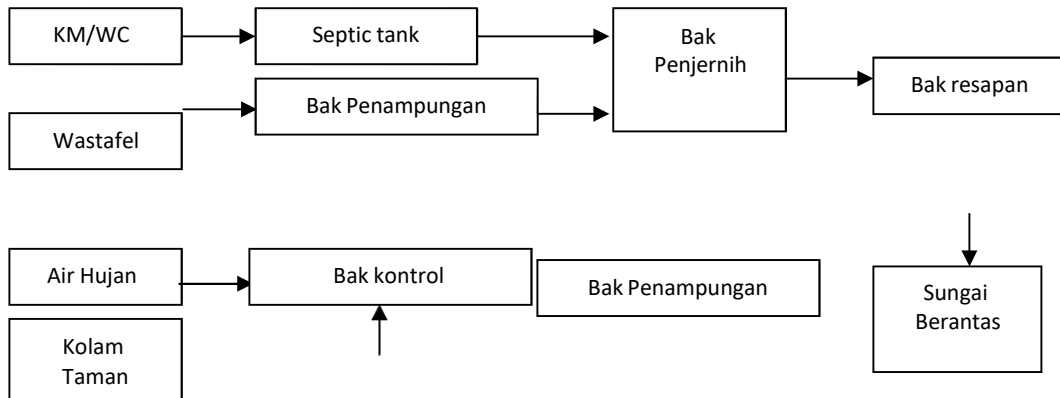 KM/WC
Septic tank
Bak
Penjernih
Bak resapan
Bak Penampungan
Wastafel
Air Hujan
Bak kontrol
Bak Penampungan
Sungai
Berantas
Kolam
Taman